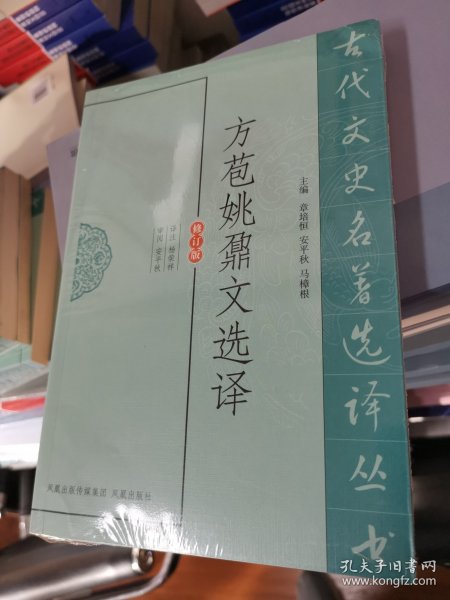 古代文史名著选译丛书
主编 章培恒 安平秋 马樟根
方苞姚鼐文选译
修订版
译注 杨荣祥
审阅 安平秋
凤凰出版传媒集团 凤凰出版社
孔夫子旧书网
www.kongfz.com